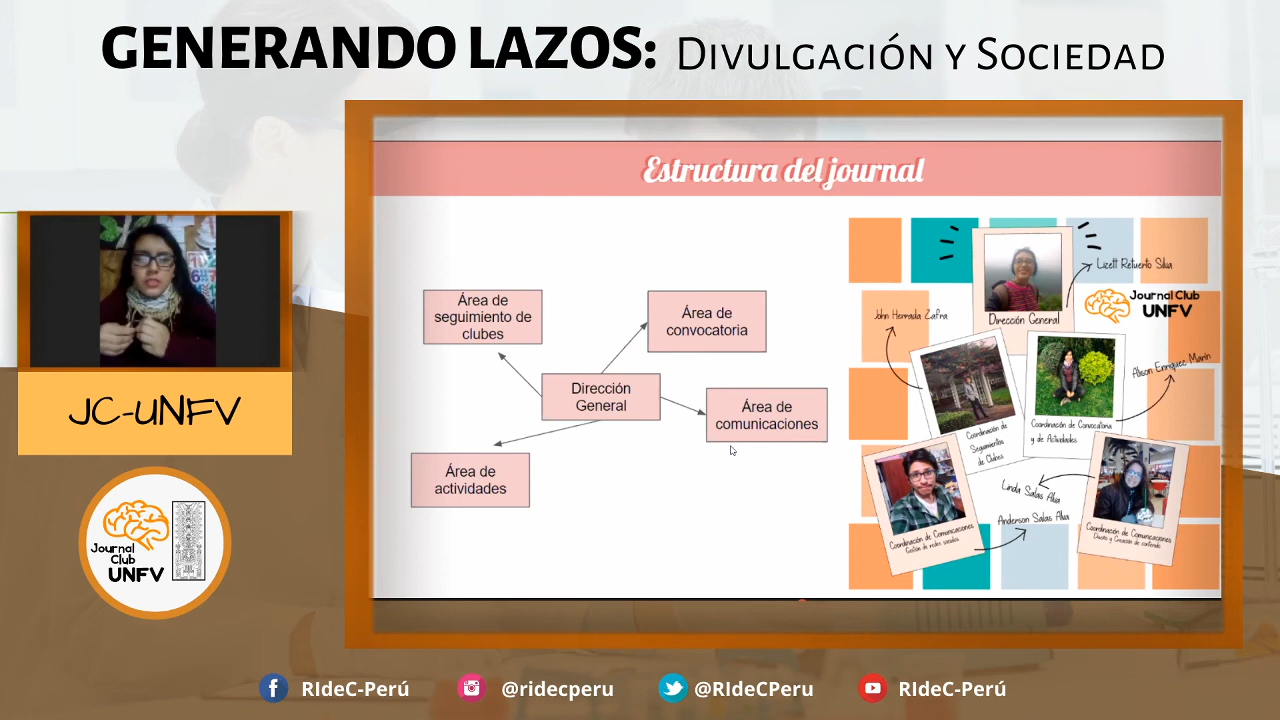 GENERANDO LAZOS: DIVULGACIÓN Y SOCIEDAD
Estructura del journal
Área de
seguimiento de
clubes
Área de
convocatoria
Dirección
General
Área de
comunicaciones
Área de
actividades
Lizett Retuerto Silva
Journal Club
UNFV
John Herrada Zafra
Dirección General
Alison Enriquez Marin
Coordinación de
Seguimientos
de Clubes
Coordinación de Convocatoria
y de Actividades
Linda Salas Alva
Anderson Salas Alva
Coordinación de Comunicaciones
Gestión de redes sociales
Coordinación de Comunicaciones
Diseño y Creación de contenido
JC-UNFV
Journal
Club
UNFV
RIdeC-Perú
@ridecperu
@RIdeCPeru
RIdeC-Perú